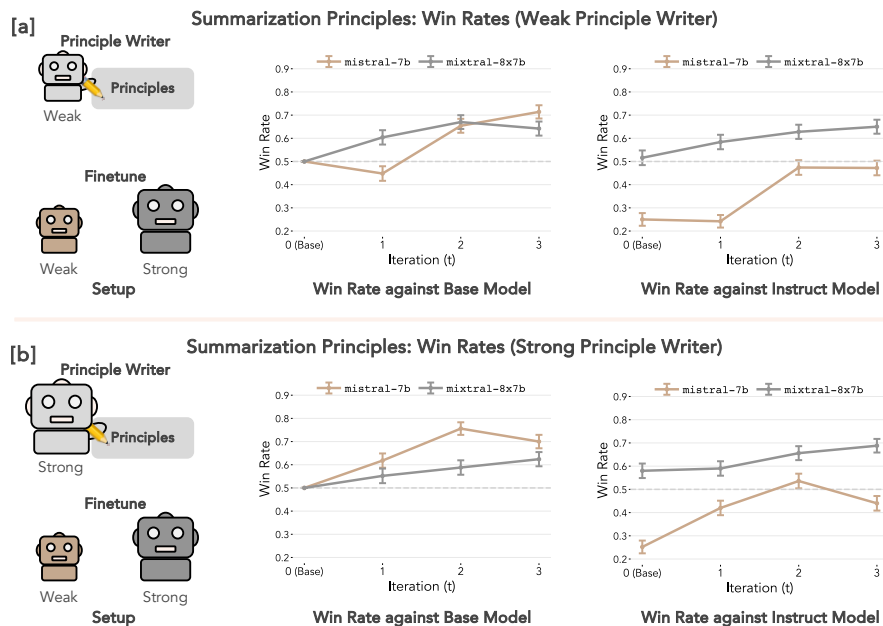 [a]
Summarization Principles: Win Rates (Weak Principle Writer)
Principle Writer
Principles
Weak
Finetune
Weak
Strong
Setup
mistral-7b mixtral-8x7b
Win Rate
0.9
0.8
0.7
0.6
0.5
0.4
0.3
0.2
0 (Base) 1 2 3
Iteration (t)
Win Rate against Base Model
mistral-7b mixtral-8x7b
Win Rate
0.9
0.8
0.7
0.6
0.5
0.4
0.3
0.2
0 (Base) 1 2 3
Iteration (t)
Win Rate against Instruct Model
[b]
Summarization Principles: Win Rates (Strong Principle Writer)
Principle Writer
Principles
Strong
Finetune
Weak
Strong
Setup
mistral-7b mixtral-8x7b
Win Rate
0.9
0.8
0.7
0.6
0.5
0.4
0.3
0.2
0 (Base) 1 2 3
Iteration (t)
Win Rate against Base Model
mistral-7b mixtral-8x7b
Win Rate
0.9
0.8
0.7
0.6
0.5
0.4
0.3
0.2
0 (Base) 1 2 3
Iteration (t)
Win Rate against Instruct Model